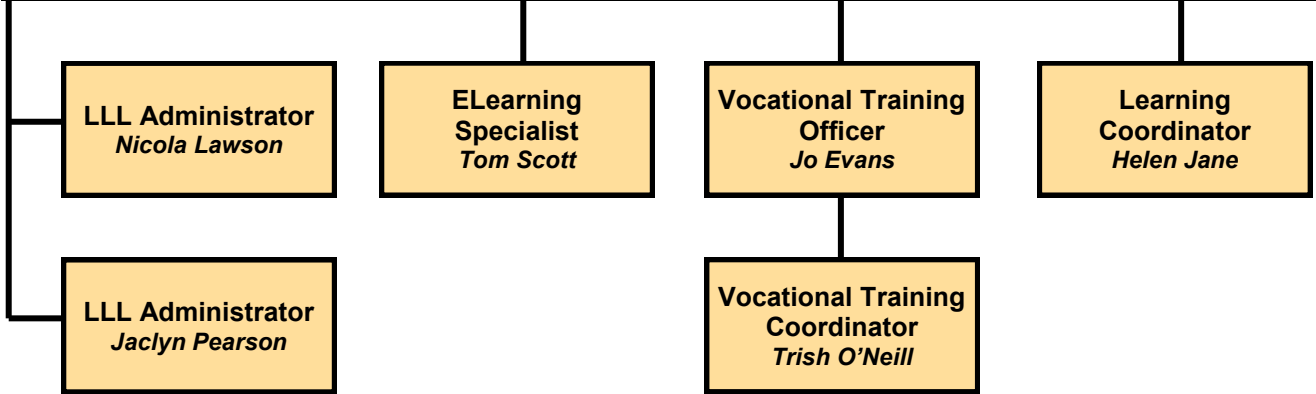 LLL Administrator
Nicola Lawson
ELearning
Specialist
Tom Scott
Vocational Training
Officer
Jo Evans
Learning
Coordinator
Helen Jane
LLL Administrator
Jaclyn Pearson
Vocational Training
Coordinator
Trish O’Neill